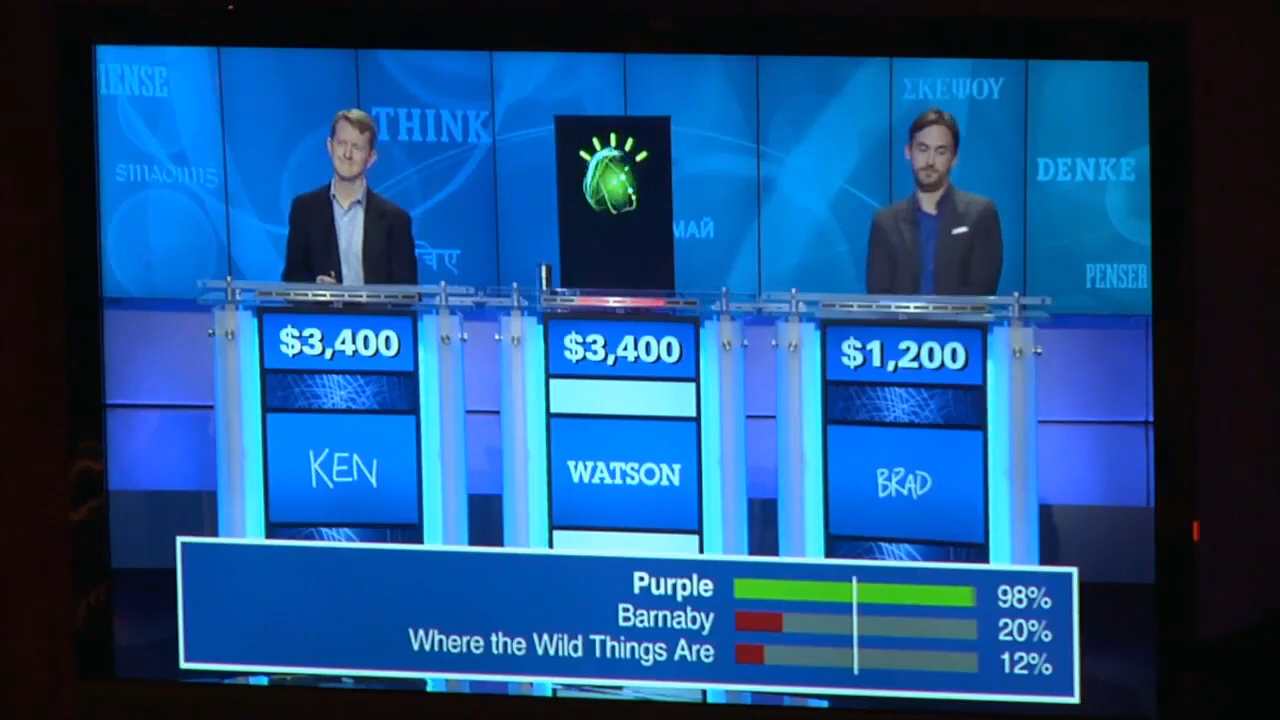 IENSE
THINK
ΣΚΕΨΟΥ
DENKE
МАЙ
चिए
PENSER
$3,400
$3,400
$1,200
KEN
WATSON
BRAD
Purple 98%
Barnaby 20%
Where the Wild Things Are 12%